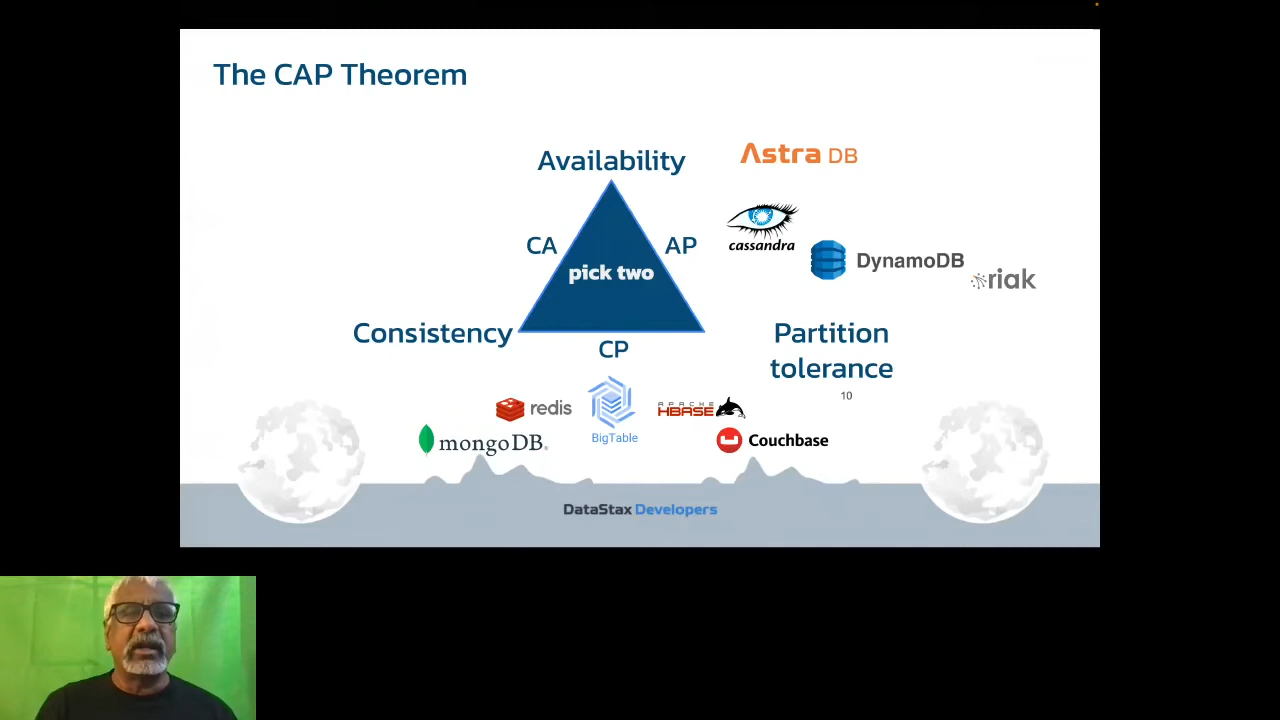 The CAP Theorem
Availability
Astra DB
cassandra
CA
AP
DynamoDB
pick two
riak
Consistency
Partition
tolerance
CP
10
redis
APACHE
HBASE
mongoDB®
BigTable
Couchbase
DataStax Developers